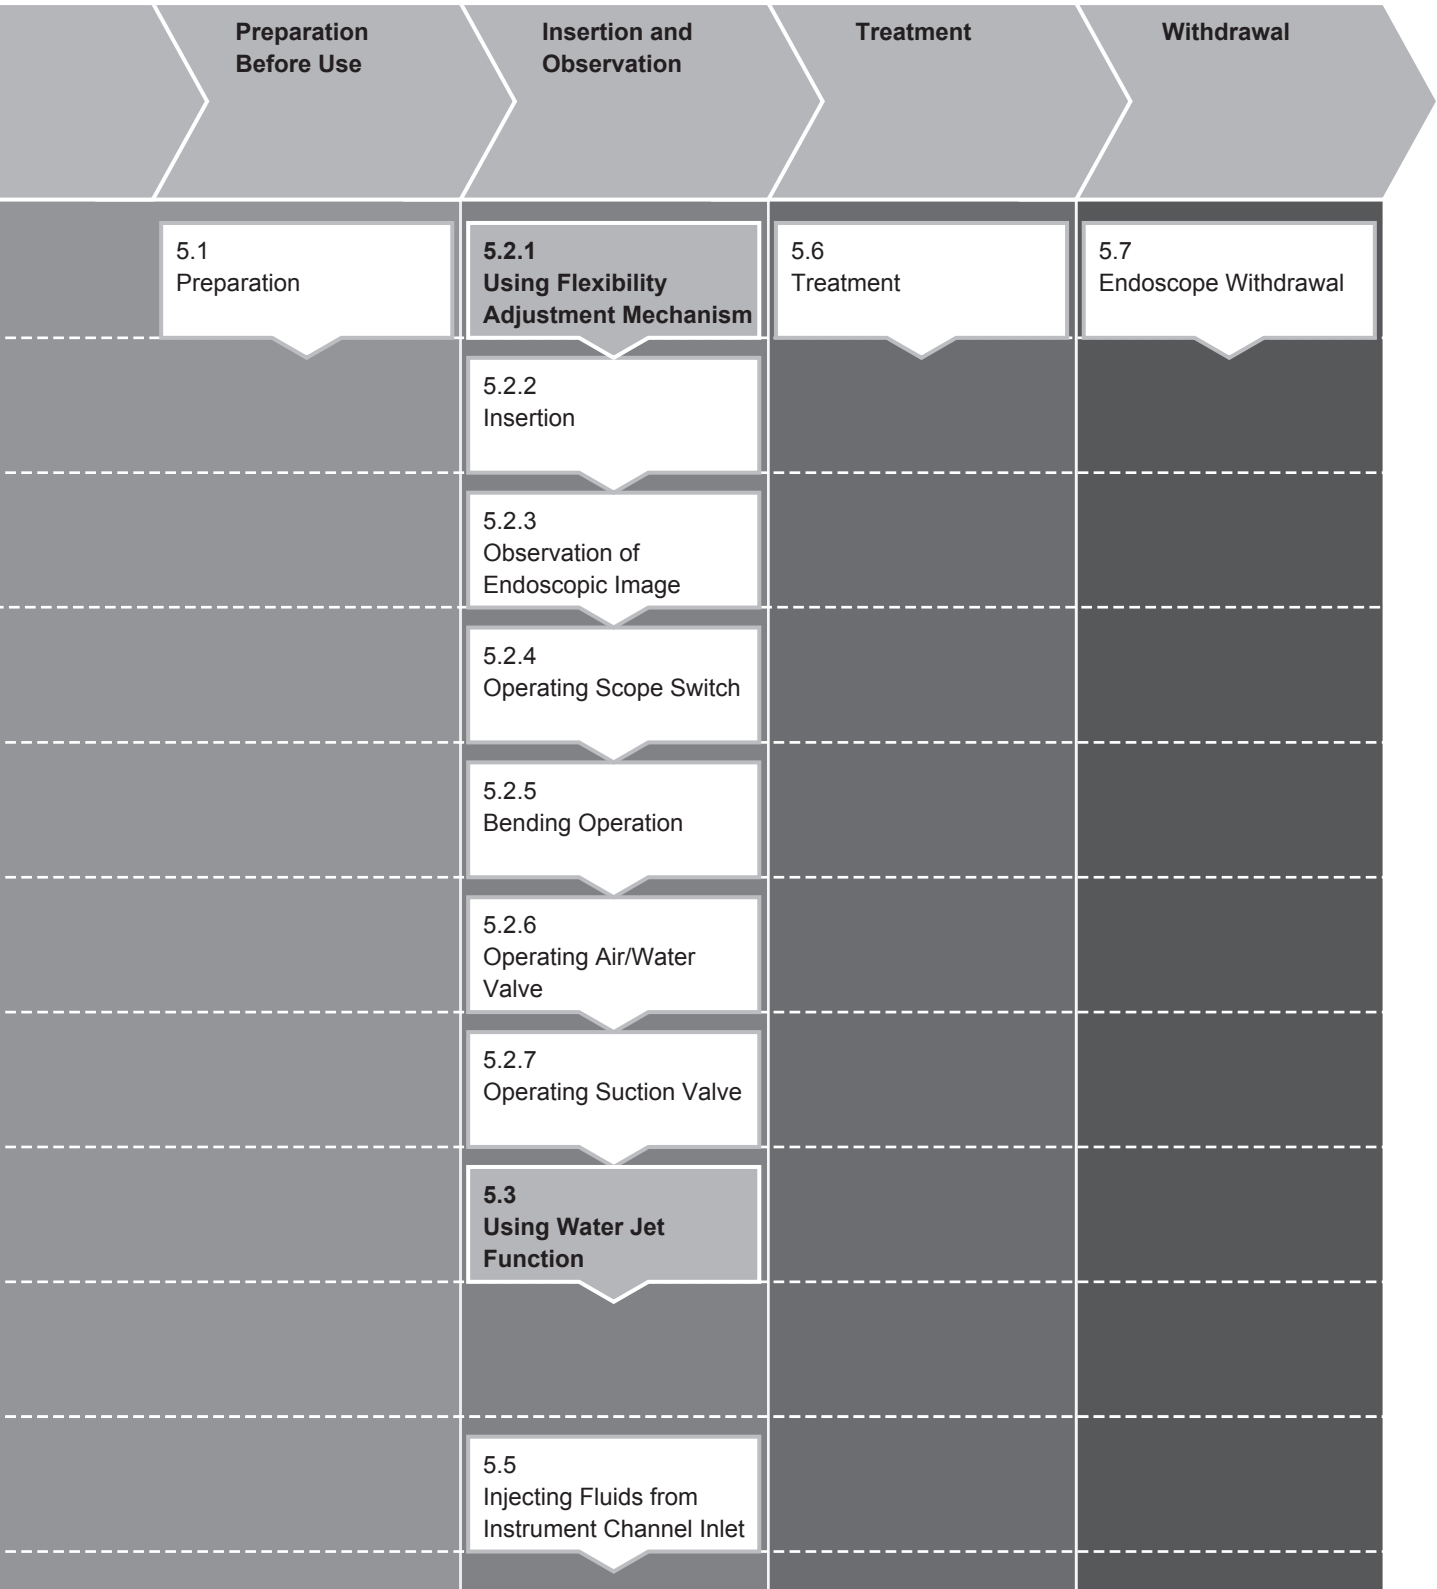 Preparation
Before Use
Insertion and
Observation
Treatment
Withdrawal
5.1
Preparation
5.2.1
Using Flexibility
Adjustment Mechanism
5.6
Treatment
5.7
Endoscope Withdrawal
5.2.2
Insertion
5.2.3
Observation of
Endoscopic Image
5.2.4
Operating Scope Switch
5.2.5
Bending Operation
5.2.6
Operating Air/Water
Valve
5.2.7
Operating Suction Valve
5.3
Using Water Jet
Function
5.5
Injecting Fluids from
Instrument Channel Inlet